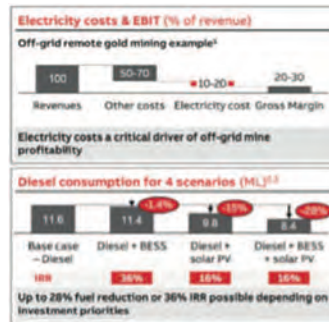 Electricity costs & EBIT (% of revenue)
Off-grid remote gold mining example¹
100
50-70
10-20
20-30
Revenues
Other costs
Electricity cost
Gross Margin
Electricity costs a critical driver of off-grid mine
profitability
Diesel consumption for 4 scenarios (ML)²,³
-1.4%
-15%
-28%
11.6
11.4
9.8
8.4
Base case
– Diesel
Diesel + BESS
Diesel +
solar PV
Diesel + BESS
+ solar PV
IRR
36%
16%
16%
Up to 28% fuel reduction or 36% IRR possible depending on
investment priorities